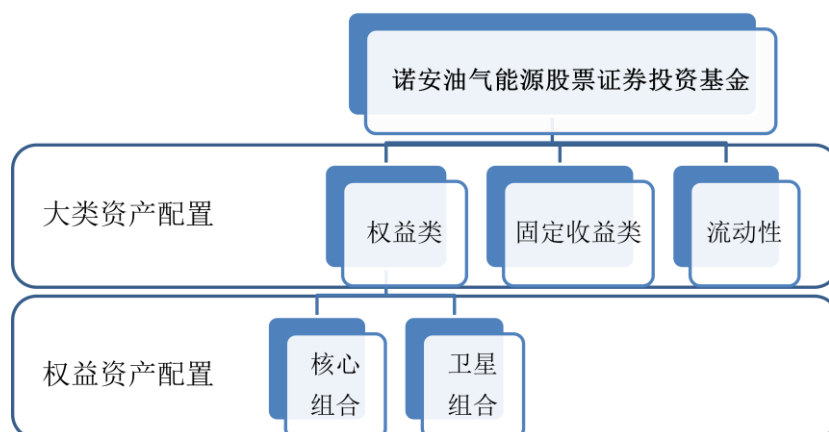 诺安油气能源股票证券投资基金
大类资产配置
权益类
固定收益类
流动性
权益资产配置
核心
组合
卫星
组合